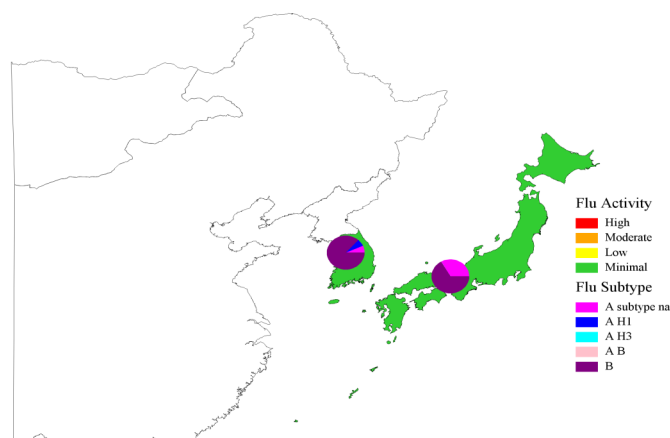 Flu Activity
High
Moderate
Low
Minimal
Flu Subtype
A subtype na
A H1
A H3
A B
B